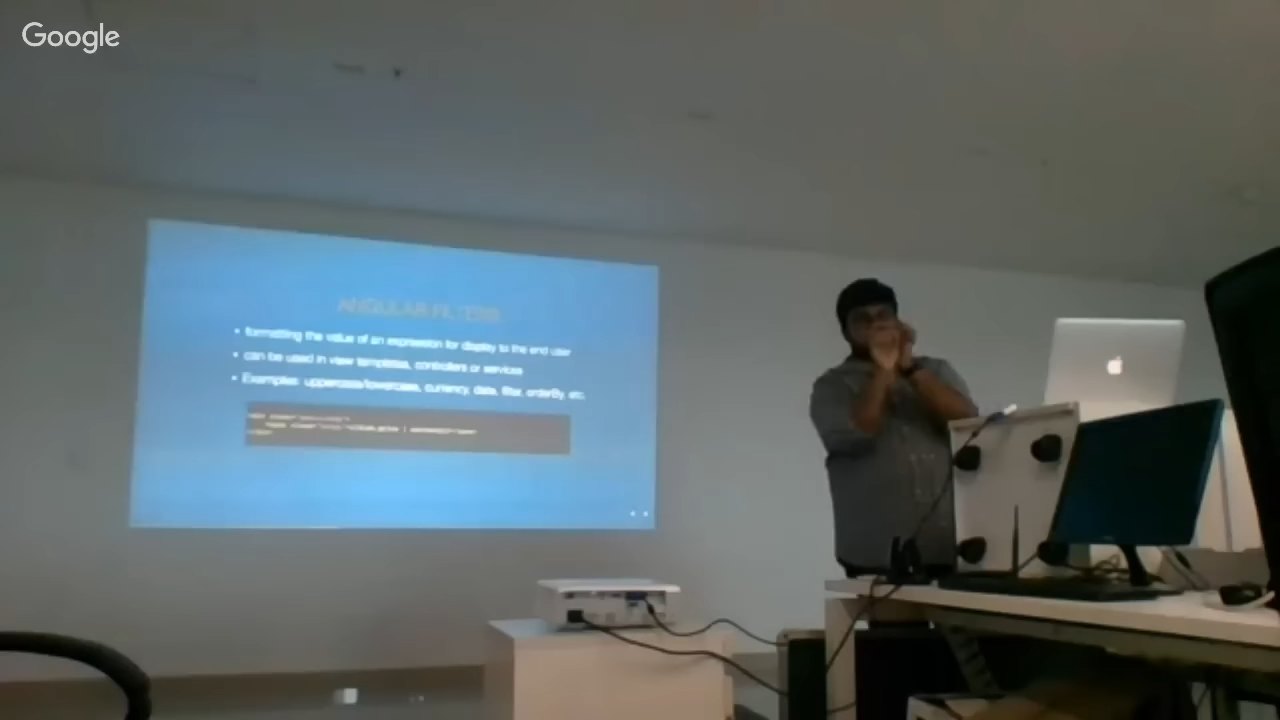 Google
ANGULAR FILTERS
• formatting the value of an expression for display to the end user
• can be used in view templates, controllers or services
• Examples: uppercase/lowercase, currency, date, filter, orderBy, etc.